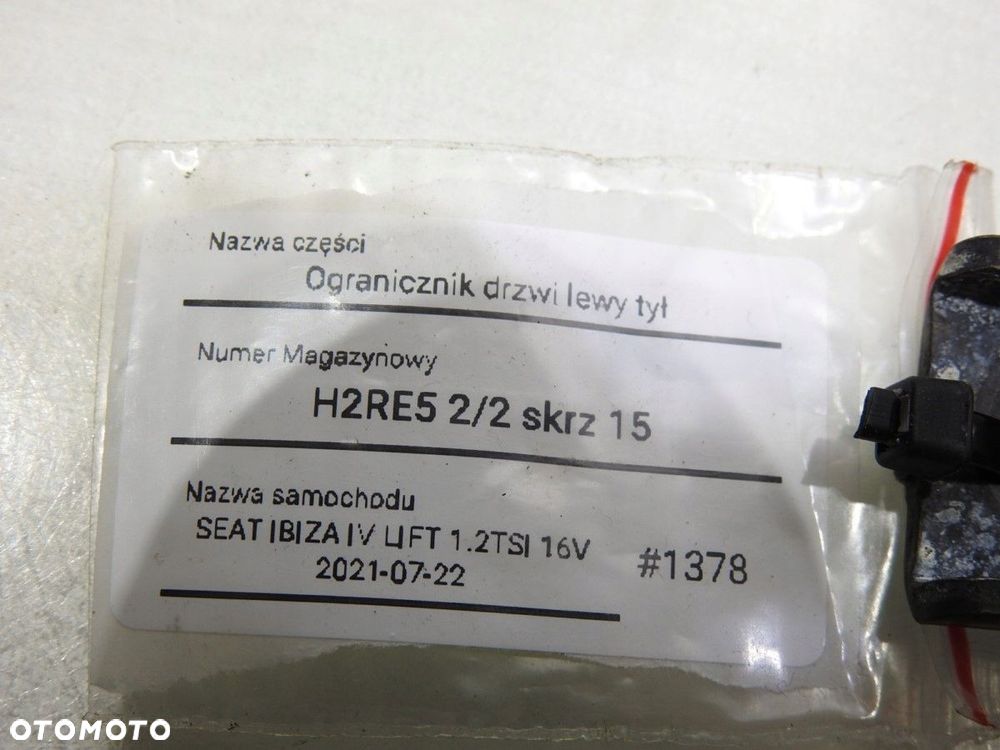 Nazwa części
Ogranicznik drzwi lewy tył
Numer Magazynowy
H2RE5 2/2 skrz 15
Nazwa samochodu
SEAT IBIZA IV LIFT 1.2TSI 16V
2021-07-22
#1378
OTOMOTO